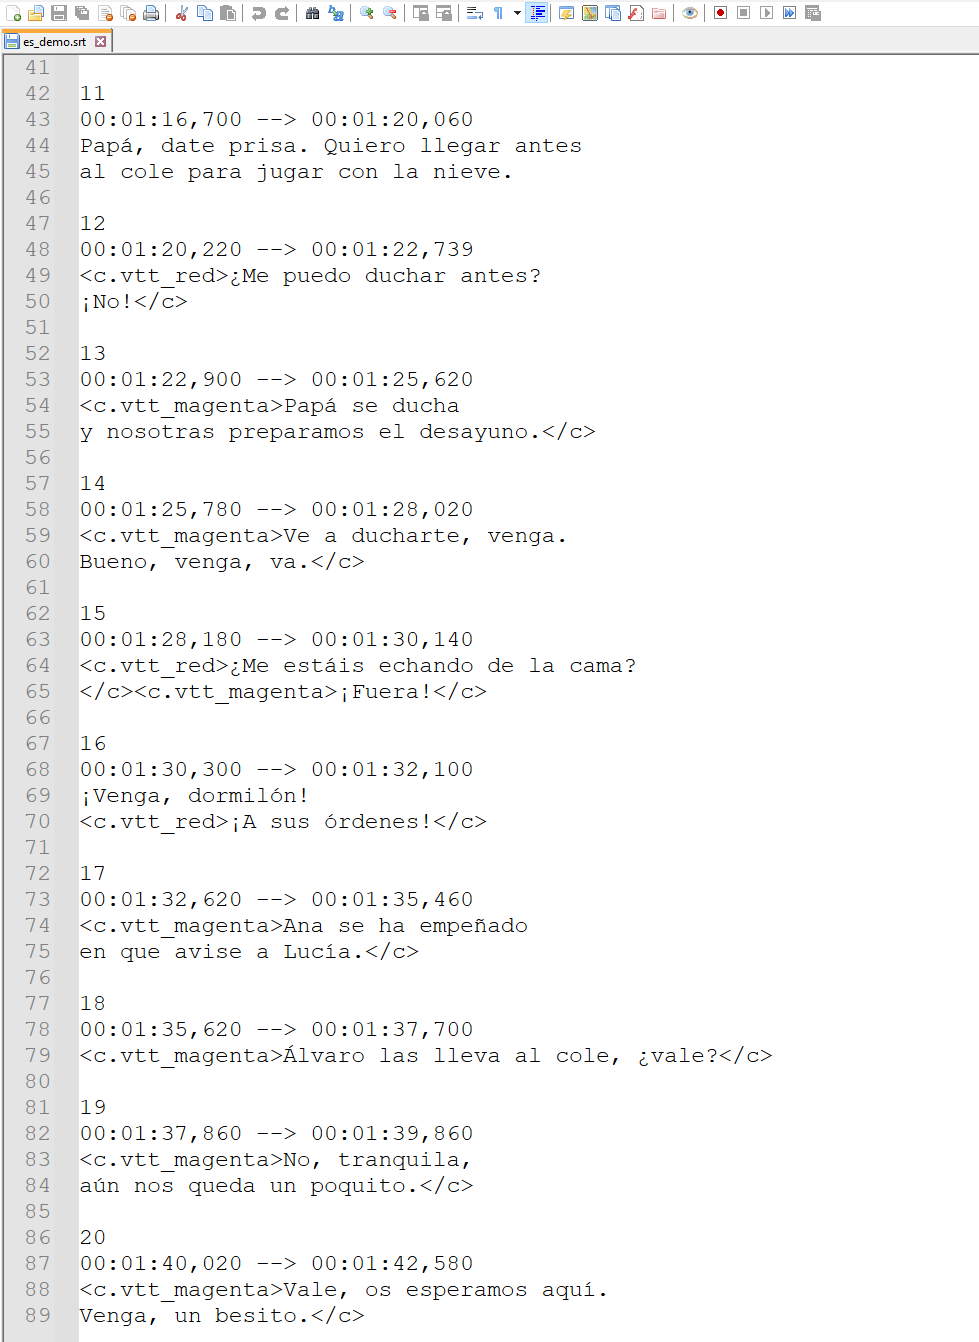 es_demo.srt
41
42 11
43 00:01:16,700 --> 00:01:20,060
44 Papá, date prisa. Quiero llegar antes
45 al cole para jugar con la nieve.
46
47 12
48 00:01:20,220 --> 00:01:22,739
49 <c.vtt_red>¿Me puedo duchar antes?
50 ¡No!</c>
51
52 13
53 00:01:22,900 --> 00:01:25,620
54 <c.vtt_magenta>Papá se ducha
55 y nosotras preparamos el desayuno.</c>
56
57 14
58 00:01:25,780 --> 00:01:28,020
59 <c.vtt_magenta>Ve a ducharte, venga.
60 Bueno, venga, va.</c>
61
62 15
63 00:01:28,180 --> 00:01:30,140
64 <c.vtt_red>¿Me estáis echando de la cama?
65 </c><c.vtt_magenta>¡Fuera!</c>
66
67 16
68 00:01:30,300 --> 00:01:32,100
69 ¡Venga, dormilón!
70 <c.vtt_red>¡A sus órdenes!</c>
71
72 17
73 00:01:32,620 --> 00:01:35,460
74 <c.vtt_magenta>Ana se ha empeñado
75 en que avise a Lucía.</c>
76
77 18
78 00:01:35,620 --> 00:01:37,700
79 <c.vtt_magenta>Álvaro las lleva al cole, ¿vale?</c>
80
81 19
82 00:01:37,860 --> 00:01:39,860
83 <c.vtt_magenta>No, tranquila,
84 aún nos queda un poquito.</c>
85
86 20
87 00:01:40,020 --> 00:01:42,580
88 <c.vtt_magenta>Vale, os esperamos aquí.
89 Venga, un besito.</c>